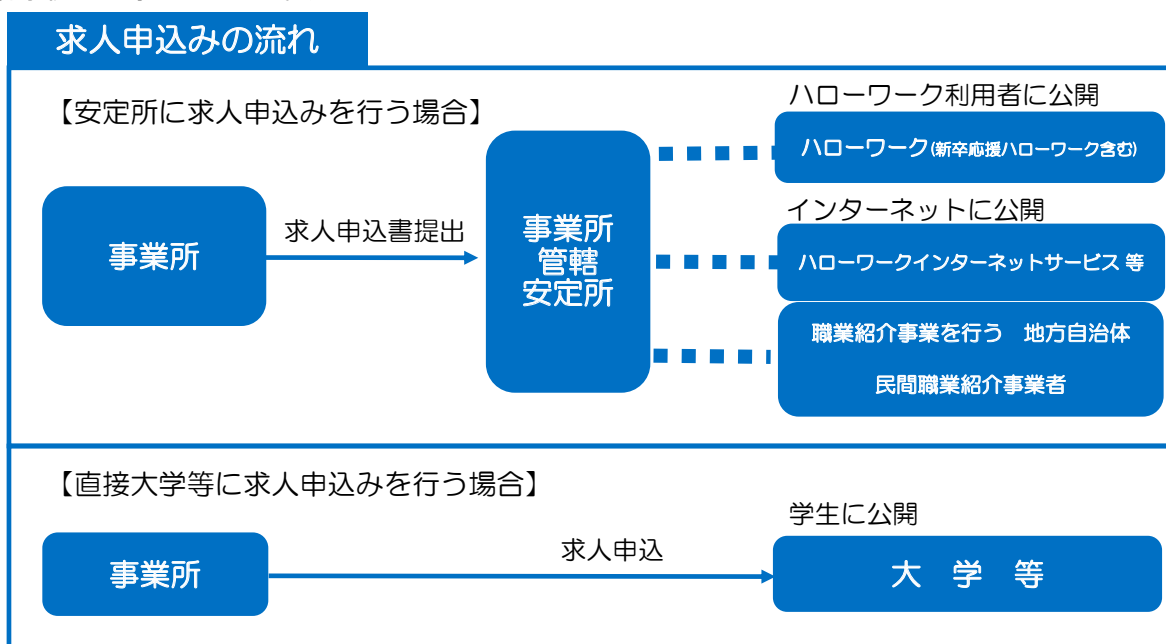 求人申込みの流れ
【安定所に求人申込みを行う場合】
ハローワーク利用者に公開
ハローワーク(新卒応援ハローワーク含む)
インターネットに公開
事業所
求人申込書提出
事業所
管轄
安定所
ハローワークインターネットサービス 等
職業紹介事業を行う　地方自治体
民間職業紹介事業者
【直接大学等に求人申込みを行う場合】
学生に公開
事業所
求人申込
大　学　等